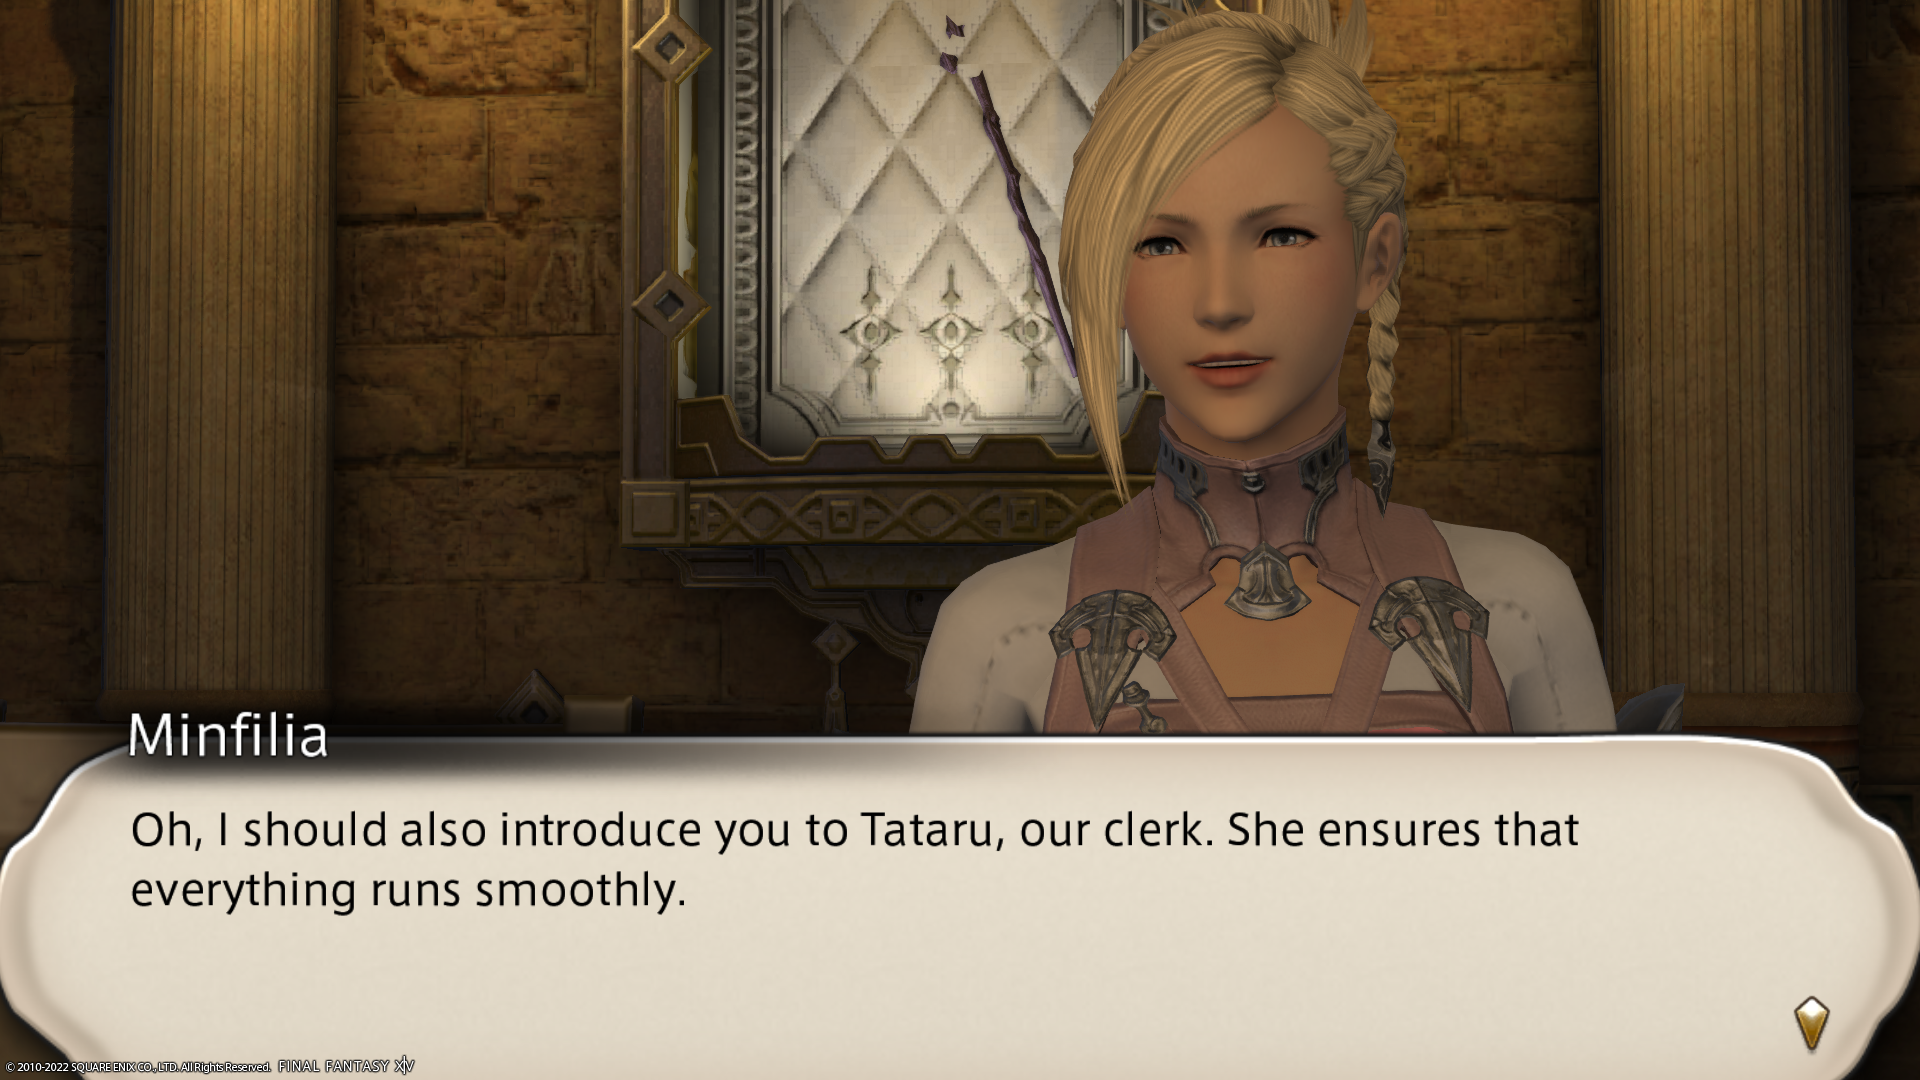 Minfilia
Oh, I should also introduce you to Tataru, our clerk. She ensures that
everything runs smoothly.
© 2010-2022 SQUARE ENIX CO., LTD. All Rights Reserved. FINAL FANTASY XIV